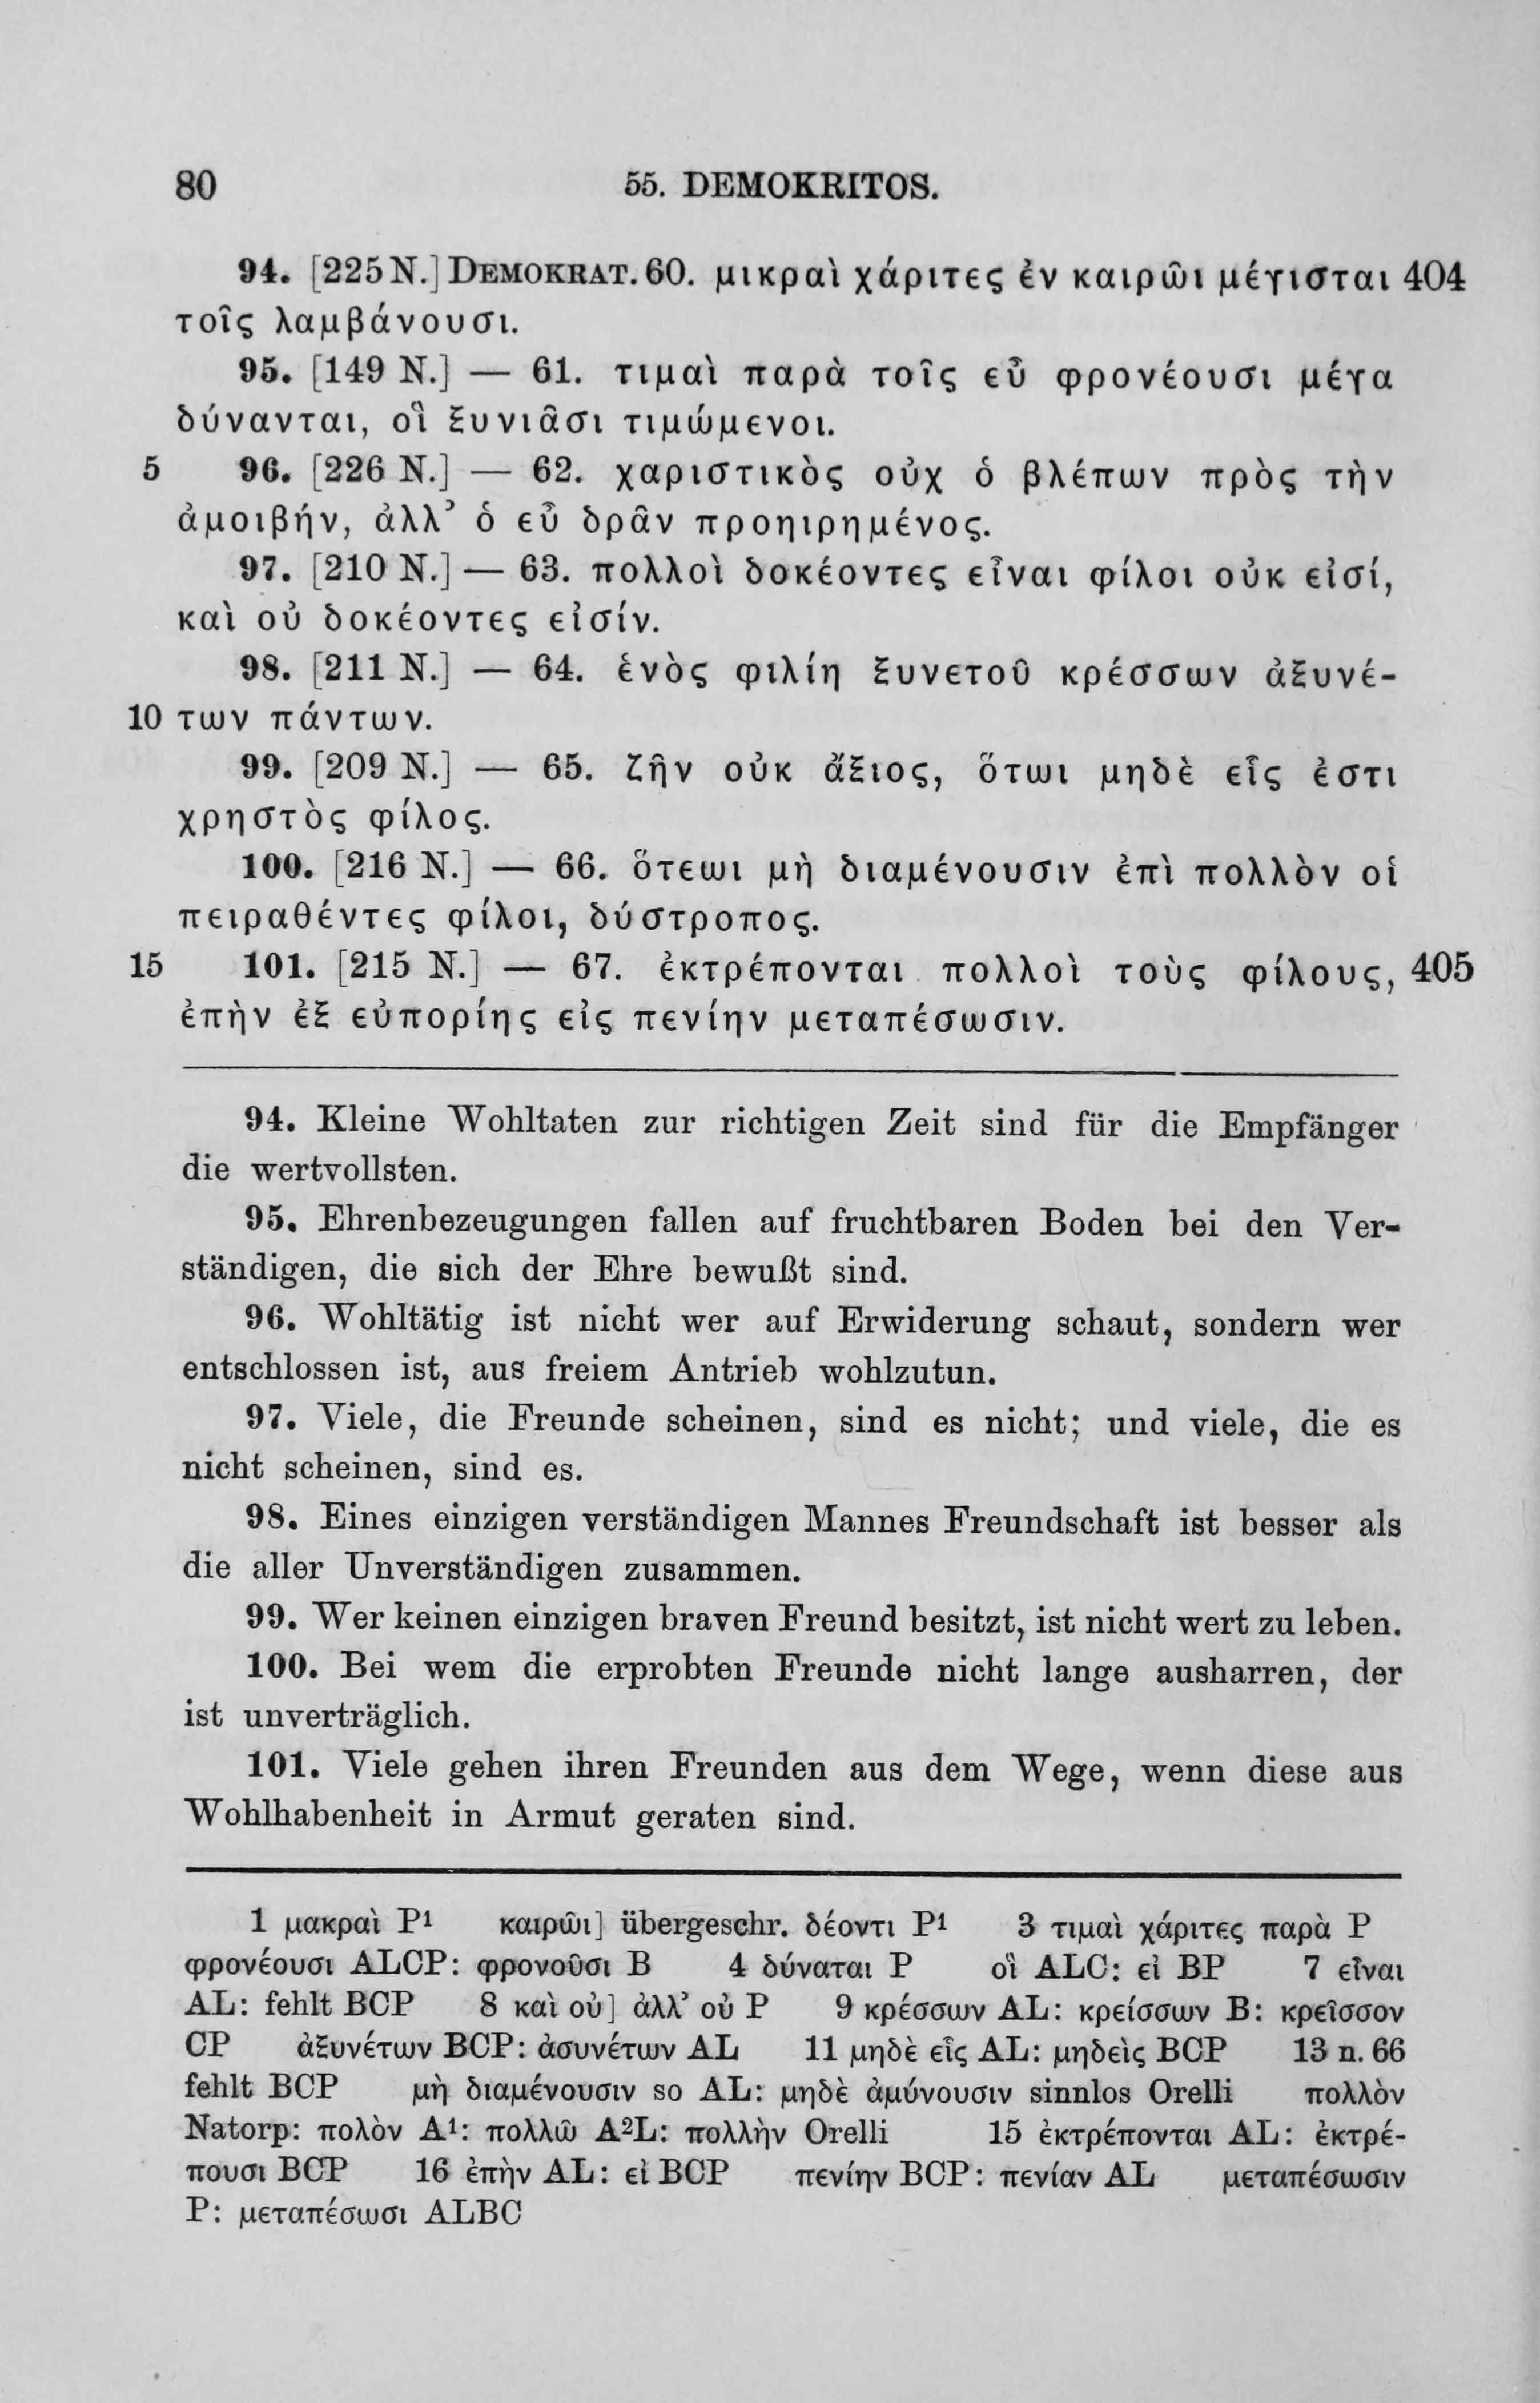 80 55. DEMOKRITOS.
94. [225 N.] DEMOKRAT. 60. μικραὶ χάριτες ἐν καιρῶι μέγισται 404
τοῖς λαμβάνουσι.
95. [149 N.] — 61. τιμαὶ παρὰ τοῖς εὖ φρονέουσι μέγα
δύνανται, οἳ ξυνιᾶσι τιμώμενοι.
5 96. [226 N.] — 62. χαριστικὸς οὐχ ὁ βλέπων πρὸς τὴν
ἀμοιβήν, ἀλλ’ ὁ εὖ δρᾶν προηιρημένος.
97. [210 N.] — 63. πολλοὶ δοκέοντες εἶναι φίλοι οὐκ εἰσί,
καὶ οὐ δοκέοντες εἰσίν.
98. [211 N.] — 64. ἑνὸς φιλίη ξυνετοῦ κρέσσων ἀξυνέ-
10 των πάντων.
99. [209 N.] — 65. ζῆν οὐκ ἄξιος, ὅτωι μηδὲ εἷς ἐστι
χρηστὸς φίλος.
100. [216 N.] — 66. ὅτεωι μὴ διαμένουσιν ἐπὶ πολλὸν οἱ
πειραθέντες φίλοι, δύστροπος.
15 101. [215 N.] — 67. ἐκτρέπονται πολλοὶ τοὺς φίλους, 405
ἐπὴν ἐξ εὐπορίης εἰς πενίην μεταπέσωσιν.
94. Kleine Wohltaten zur richtigen Zeit sind für die Empfänger
die wertvollsten.
95. Ehrenbezeugungen fallen auf fruchtbaren Boden bei den Ver-
ständigen, die sich der Ehre bewußt sind.
96. Wohltätig ist nicht wer auf Erwiderung schaut, sondern wer
entschlossen ist, aus freiem Antrieb wohlzutun.
97. Viele, die Freunde scheinen, sind es nicht; und viele, die es
nicht scheinen, sind es.
98. Eines einzigen verständigen Mannes Freundschaft ist besser als
die aller Unverständigen zusammen.
99. Wer keinen einzigen braven Freund besitzt, ist nicht wert zu leben.
100. Bei wem die erprobten Freunde nicht lange ausharren, der
ist unverträglich.
101. Viele gehen ihren Freunden aus dem Wege, wenn diese aus
Wohlhabenheit in Armut geraten sind.
1 μακραὶ P¹ καιρῶι] übergeschr. δέοντι P¹ 3 τιμαὶ χάριτες παρὰ P
φρονέουσι ALCP: φρονοῦσι B 4 δύναται P οἳ ALC: εἰ BP 7 εἶναι
AL: fehlt BCP 8 καὶ οὐ] ἀλλ’ οὐ P 9 κρέσσων AL: κρείσσων B: κρεῖσσον
CP ἀξυνέτων BCP: ἀσυνέτων AL 11 μηδὲ εἷς AL: μηδεὶς BCP 13 n. 66
fehlt BCP μὴ διαμένουσιν so AL: μηδὲ ἀμύνουσιν sinnlos Orelli πολλὸν
Natorp: πολὸν A¹: πολλῶ A²L: πολλὴν Orelli 15 ἐκτρέπονται AL: ἐκτρέ-
πουσι BCP 16 ἐπὴν AL: εἰ BCP πενίην BCP: πενίαν AL μεταπέσωσιν
P: μεταπέσωσι ALBC